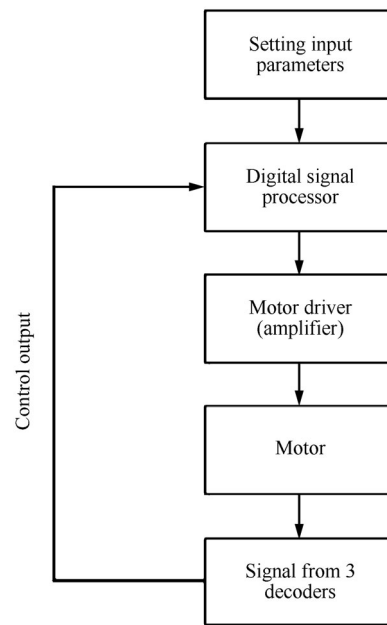 Setting input
parameters
Digital signal
processor
Motor driver
(amplifier)
Control output
Motor
Signal from 3
decoders